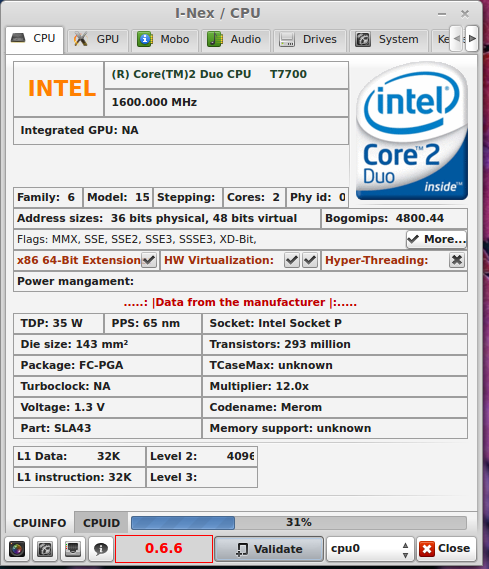 I-Nex / CPU
CPU GPU Mobo Audio Drives System Ke
INTEL
(R) Core(TM)2 Duo CPU T7700
1600.000 MHz
Integrated GPU: NA
intel
Core™2
Duo
inside™
Family: 6 Model: 15 Stepping: Cores: 2 Phy id: 0
Address sizes: 36 bits physical, 48 bits virtual Bogomips: 4800.44
Flags: MMX, SSE, SSE2, SSE3, SSSE3, XD-Bit, More...
x86 64-Bit Extension HW Virtualization: Hyper-Threading:
Power mangament:
.....: |Data from the manufacturer |:.....
TDP: 35 W PPS: 65 nm Socket: Intel Socket P
Die size: 143 mm² Transistors: 293 million
Package: FC-PGA TCaseMax: unknown
Turboclock: NA Multiplier: 12.0x
Voltage: 1.3 V Codename: Merom
Part: SLA43 Memory support: unknown
L1 Data: 32K Level 2: 4096
L1 instruction: 32K Level 3:
CPUINFO CPUID 31%
0.6.6 Validate cpu0 Close